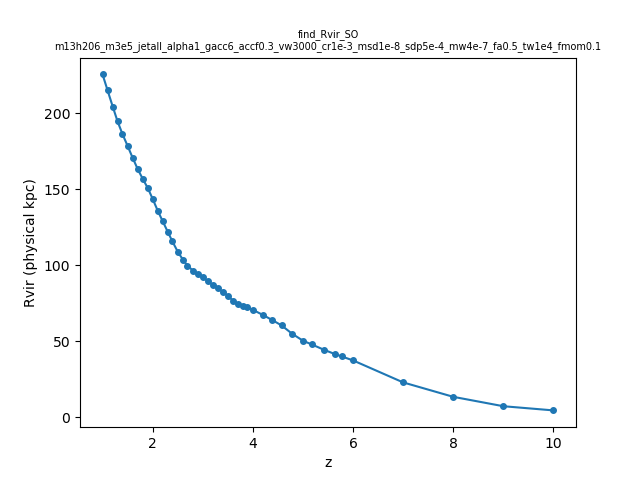 find_Rvir_SO
m13h206_m3e5_jetall_alpha1_gacc6_accf0.3_vw3000_cr1e-3_msd1e-8_sdp5e-4_mw4e-7_fa0.5_tw1e4_fmom0.1
200
150
100
50
0
Rvir (physical kpc)
2 4 6 8 10
z